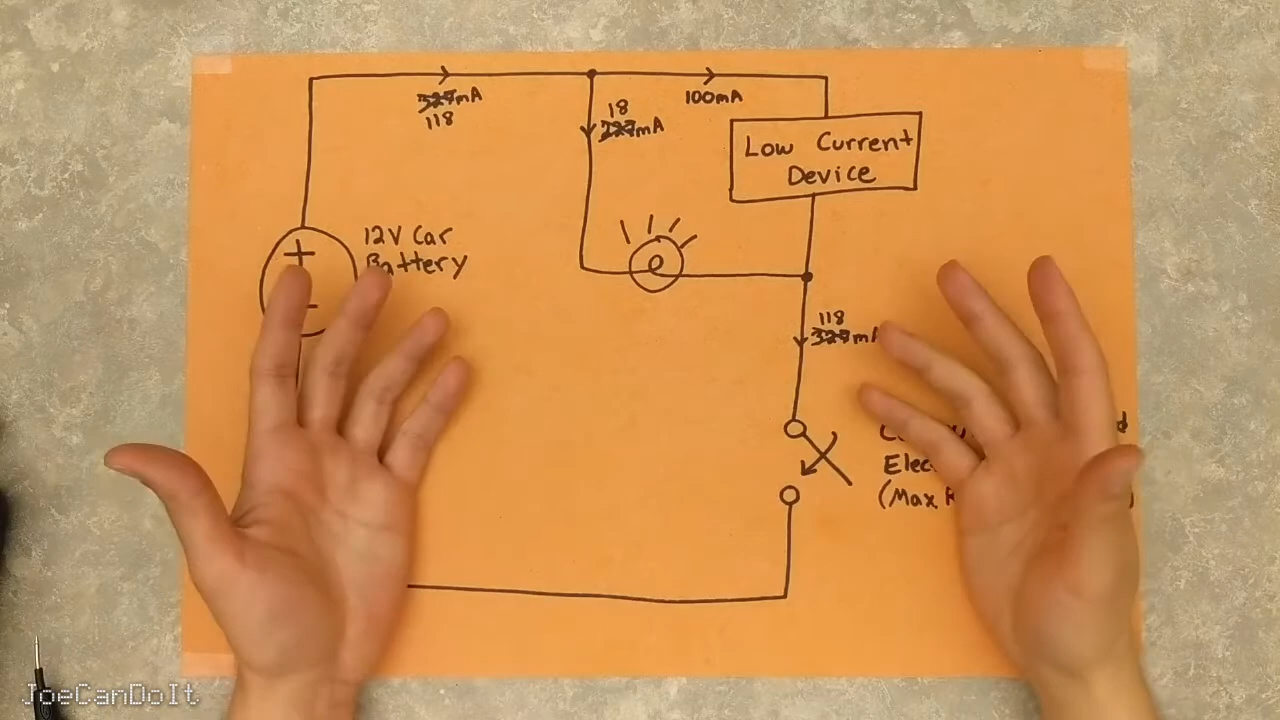 327mA
118
100mA
18
227mA
Low Current
Device
12V Car
Battery
118
327mA
Elec
(Max R
JoeCanDoIt